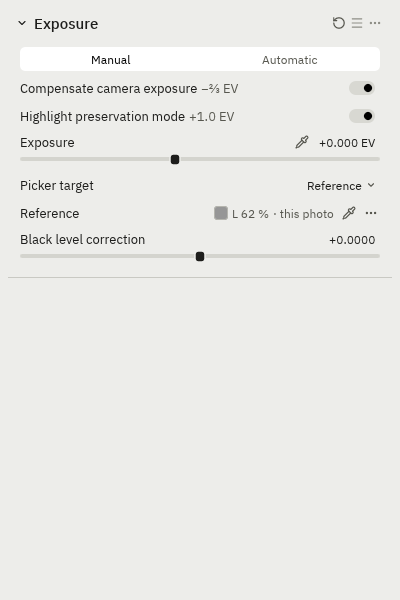 Exposure
Manual Automatic
Compensate camera exposure −⅔ EV
Highlight preservation mode +1.0 EV
Exposure +0.000 EV
Picker target Reference
Reference L 62 % · this photo
Black level correction +0.0000